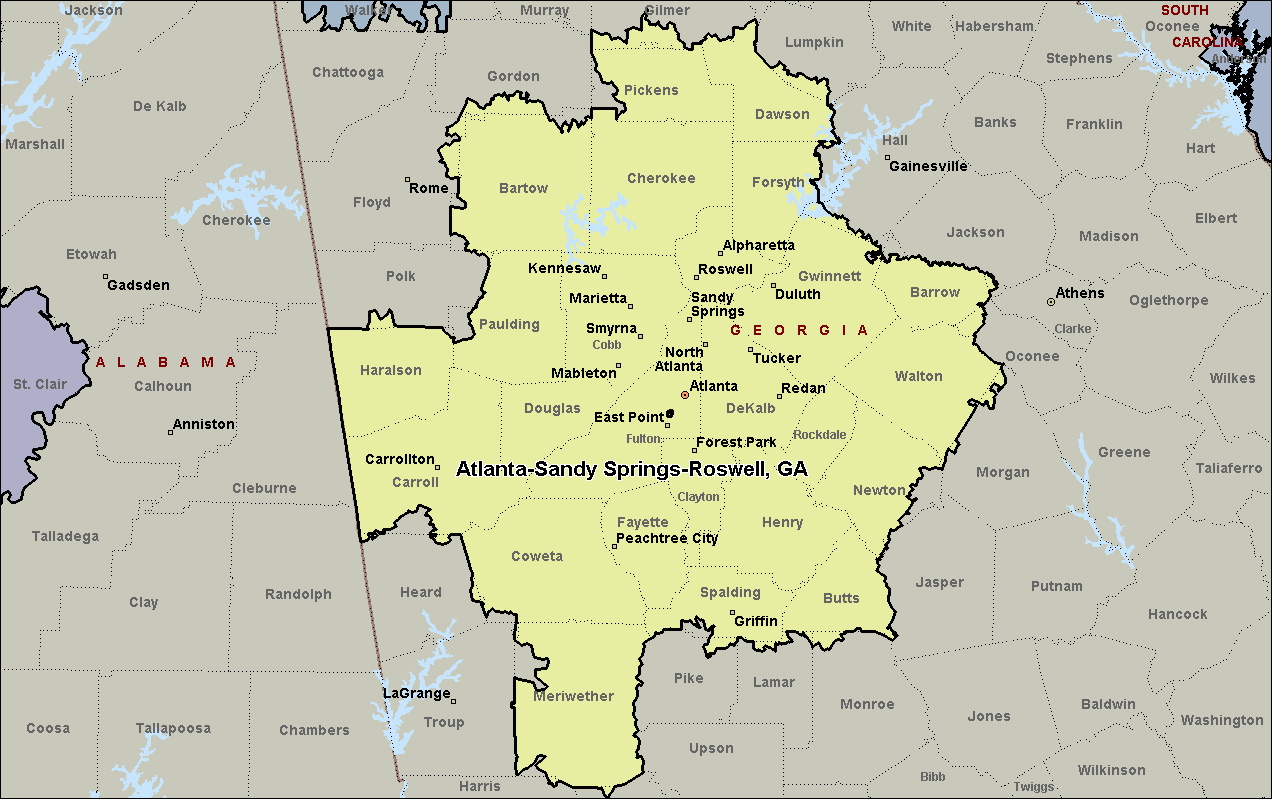 Jackson
Walker
Murray
Gilmer
SOUTH
CAROLINA
White
Habersham
Oconee
Lumpkin
Stephens
Anderson
Chattooga
Gordon
Pickens
De Kalb
Dawson
Banks
Franklin
Marshall
Hall
Hart
Gainesville
Rome
Bartow
Cherokee
Forsyth
Floyd
Cherokee
Elbert
Jackson
Madison
Etowah
Alpharetta
Gadsden
Polk
Kennesaw
Roswell
Gwinnett
Duluth
Barrow
Athens
Oglethorpe
Marietta
Sandy
Springs
Paulding
Smyrna
Cobb
GEORGIA
Clarke
North
Atlanta
Tucker
Oconee
ALABAMA
St. Clair
Calhoun
Haralson
Mableton
Atlanta
Redan
Walton
Wilkes
Douglas
DeKalb
East Point
Anniston
Fulton
Forest Park
Rockdale
Greene
Carrollton
Carroll
Atlanta-Sandy Springs-Roswell, GA
Morgan
Taliaferro
Cleburne
Clayton
Newton
Talladega
Fayette
Peachtree City
Henry
Coweta
Clay
Randolph
Heard
Spalding
Griffin
Butts
Jasper
Putnam
Hancock
LaGrange
Troup
Meriwether
Pike
Lamar
Monroe
Jones
Baldwin
Washington
Coosa
Tallapoosa
Chambers
Upson
Harris
Bibb
Twiggs
Wilkinson